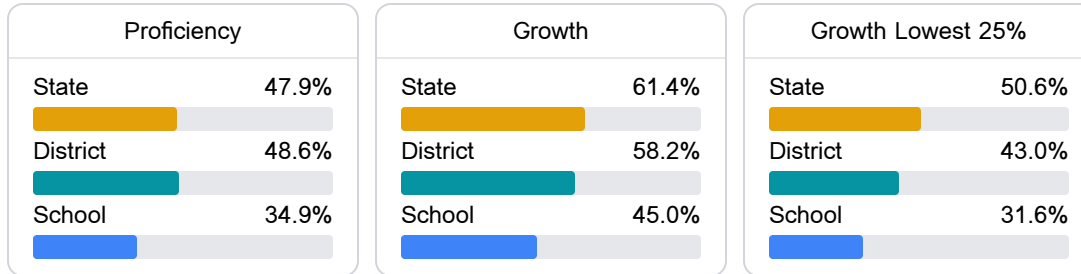 Proficiency
State 47.9%
District 48.6%
School 34.9%
Growth
State 61.4%
District 58.2%
School 45.0%
Growth Lowest 25%
State 50.6%
District 43.0%
School 31.6%